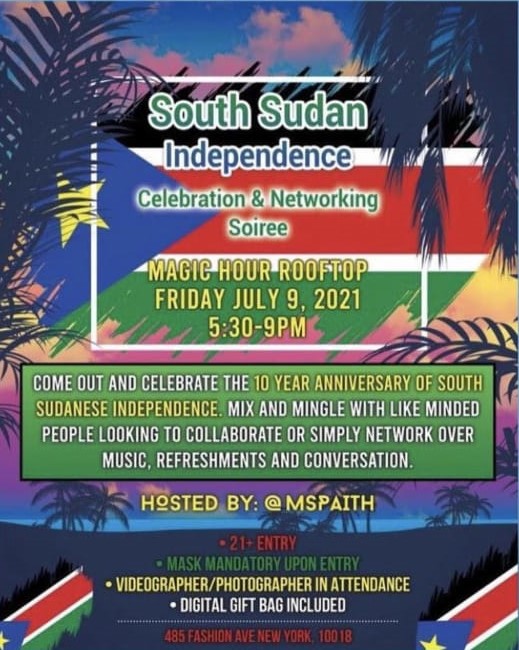 South Sudan
Independence
Celebration & Networking
Soiree
MAGIC HOUR ROOFTOP
FRIDAY JULY 9, 2021
5:30-9PM
COME OUT AND CELEBRATE THE 10 YEAR ANNIVERSARY OF SOUTH
SUDANESE INDEPENDENCE. MIX AND MINGLE WITH LIKE MINDED
PEOPLE LOOKING TO COLLABORATE OR SIMPLY NETWORK OVER
MUSIC, REFRESHMENTS AND CONVERSATION.
HOSTED BY: @MSPAITH
• 21+ ENTRY
• MASK MANDATORY UPON ENTRY
• VIDEOGRAPHER/PHOTOGRAPHER IN ATTENDANCE
• DIGITAL GIFT BAG INCLUDED
485 FASHION AVE NEW YORK, 10018